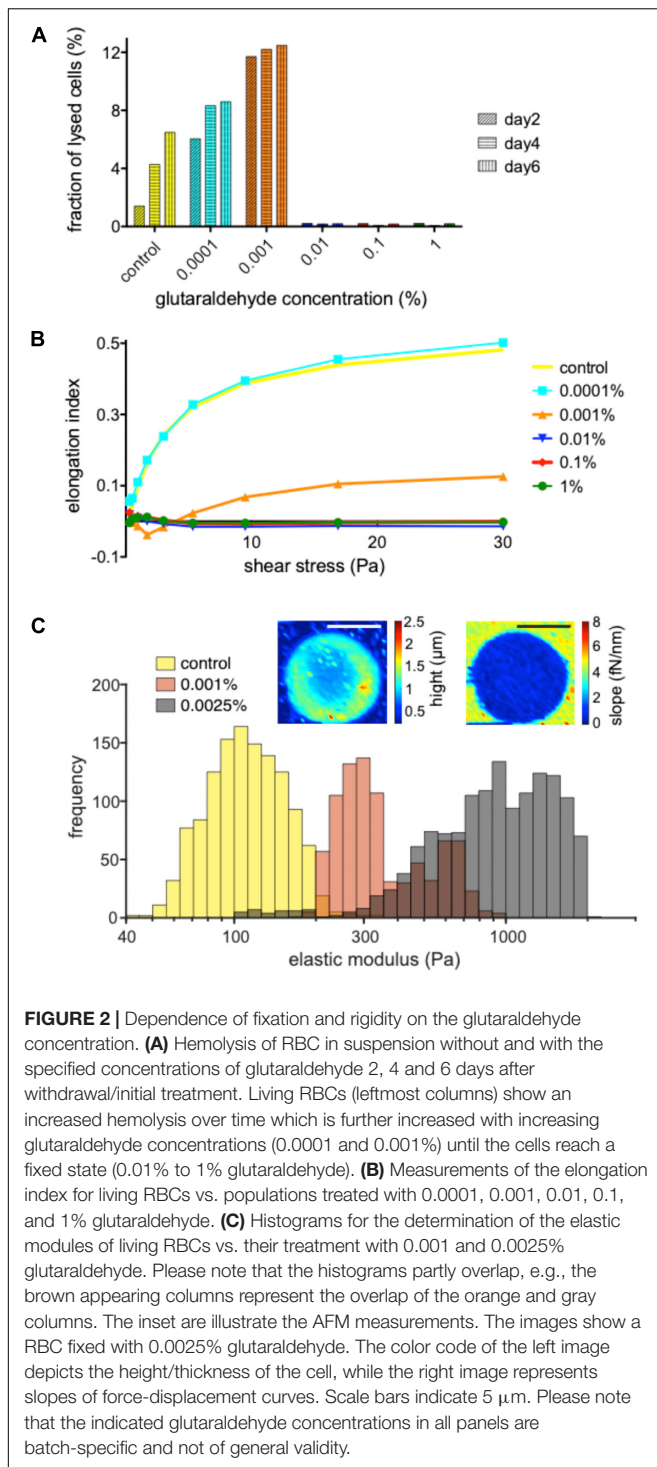 A
fraction of lysed cells (%)
12
8
4
0
day2
day4
day6
control
0.0001
0.001
0.01
0.1
1
glutaraldehyde concentration (%)
B
elongation index
0.5
0.3
0.1
-0.1
10
20
30
shear stress (Pa)
control
0.0001%
0.001%
0.01%
0.1%
1%
C
control
0.001%
0.0025%
2.5
2
1.5
1
0.5
hight (µm)
8
6
4
2
0
slope (fN/nm)
frequency
200
150
100
50
0
40
100
300
1000
elastic modulus (Pa)
FIGURE 2 | Dependence of fixation and rigidity on the glutaraldehyde
concentration. (A) Hemolysis of RBC in suspension without and with the
specified concentrations of glutaraldehyde 2, 4 and 6 days after
withdrawal/initial treatment. Living RBCs (leftmost columns) show an
increased hemolysis over time which is further increased with increasing
glutaraldehyde concentrations (0.0001 and 0.001%) until the cells reach a
fixed state (0.01% to 1% glutaraldehyde). (B) Measurements of the elongation
index for living RBCs vs. populations treated with 0.0001, 0.001, 0.01, 0.1,
and 1% glutaraldehyde. (C) Histograms for the determination of the elastic
modules of living RBCs vs. their treatment with 0.001 and 0.0025%
glutaraldehyde. Please note that the histograms partly overlap, e.g., the
brown appearing columns represent the overlap of the orange and gray
columns. The inset are illustrate the AFM measurements. The images show a
RBC fixed with 0.0025% glutaraldehyde. The color code of the left image
depicts the height/thickness of the cell, while the right image represents
slopes of force-displacement curves. Scale bars indicate 5 µm. Please note
that the indicated glutaraldehyde concentrations in all panels are
batch-specific and not of general validity.